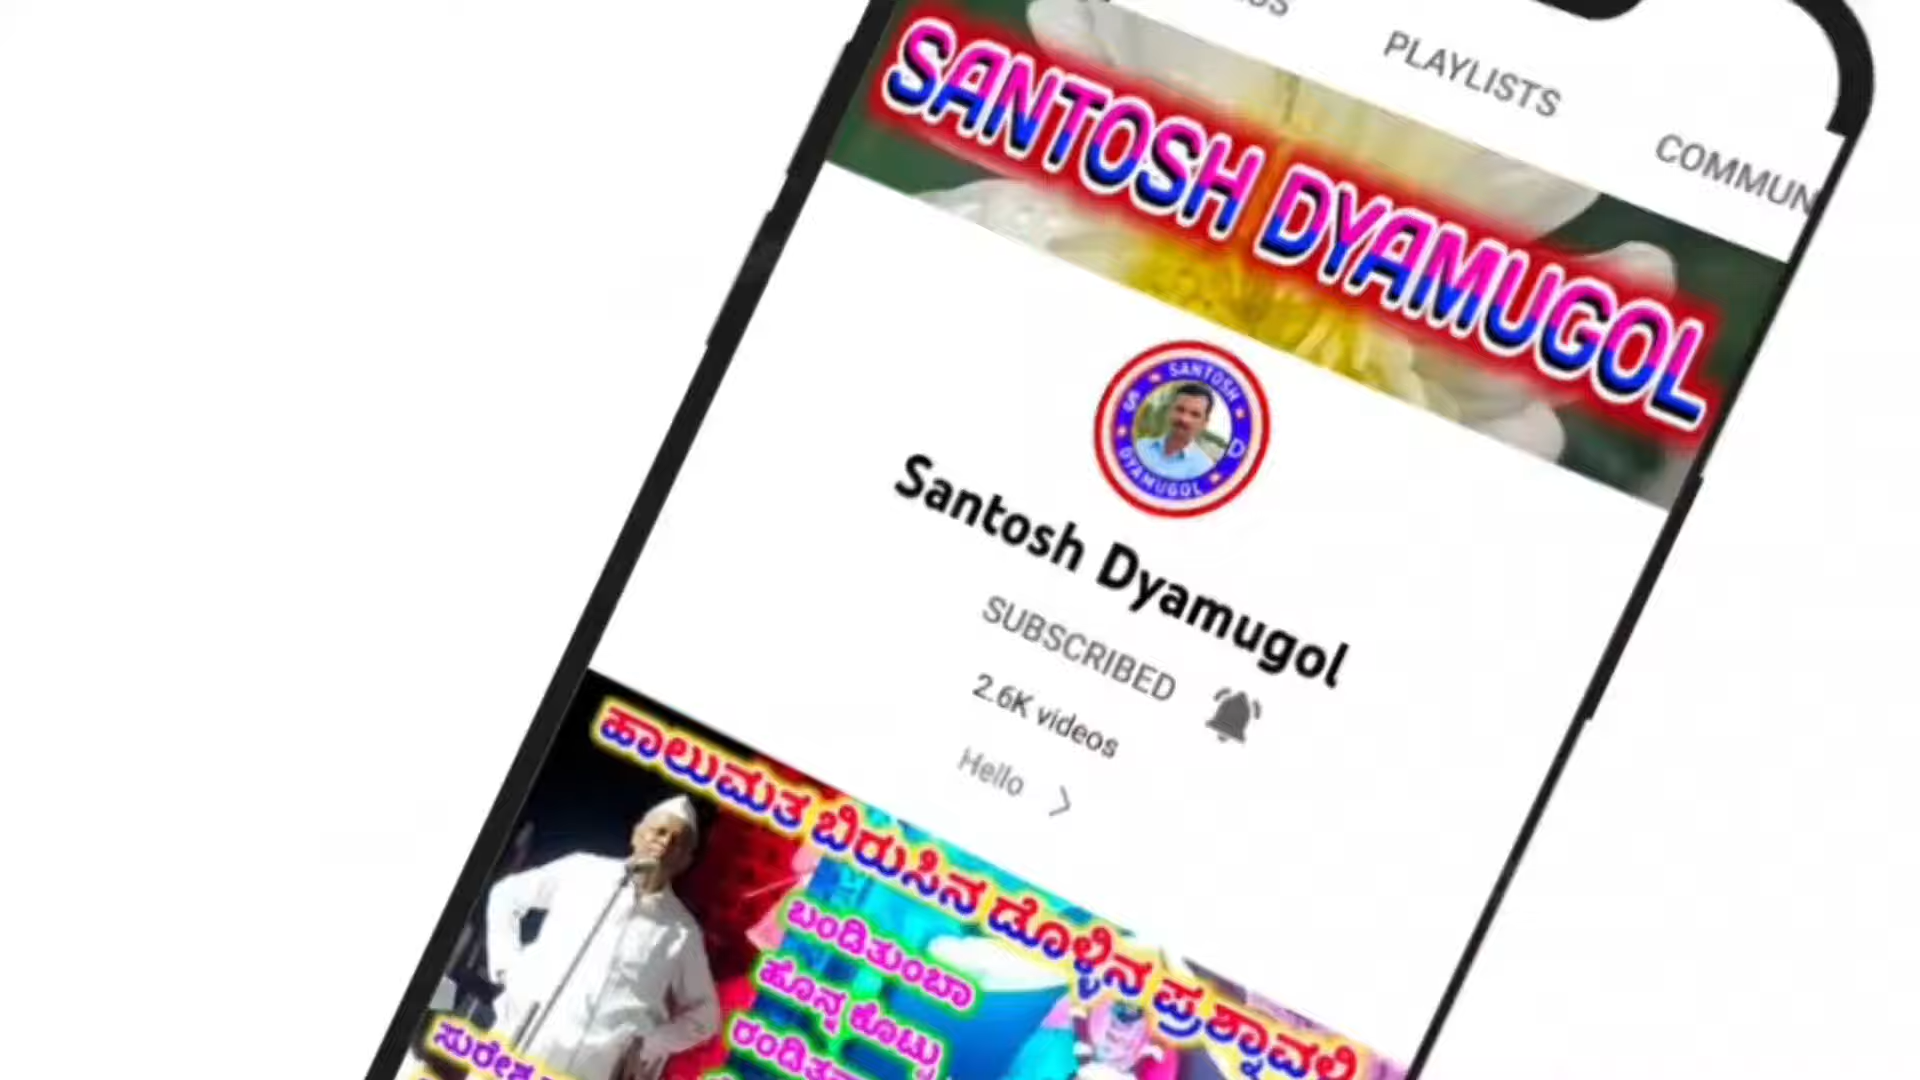 PLAYLISTS
COMMUN
SANTOSH DYAMUGOL
SANTOSH
S D
DYAMUGOL
Santosh Dyamugol
SUBSCRIBED
2.6K videos
Hello >
ಹಾಲುಮತ ಬಿರುಸಿನ ಡೊಳ್ಳಿನ ಪ್ರಶ್ನಾವಳಿ
ಬಂಡಿತುಂಬಾ
ಹೊನ್ನ ಕೊಟ್ಟು
ಸುರೇಶ